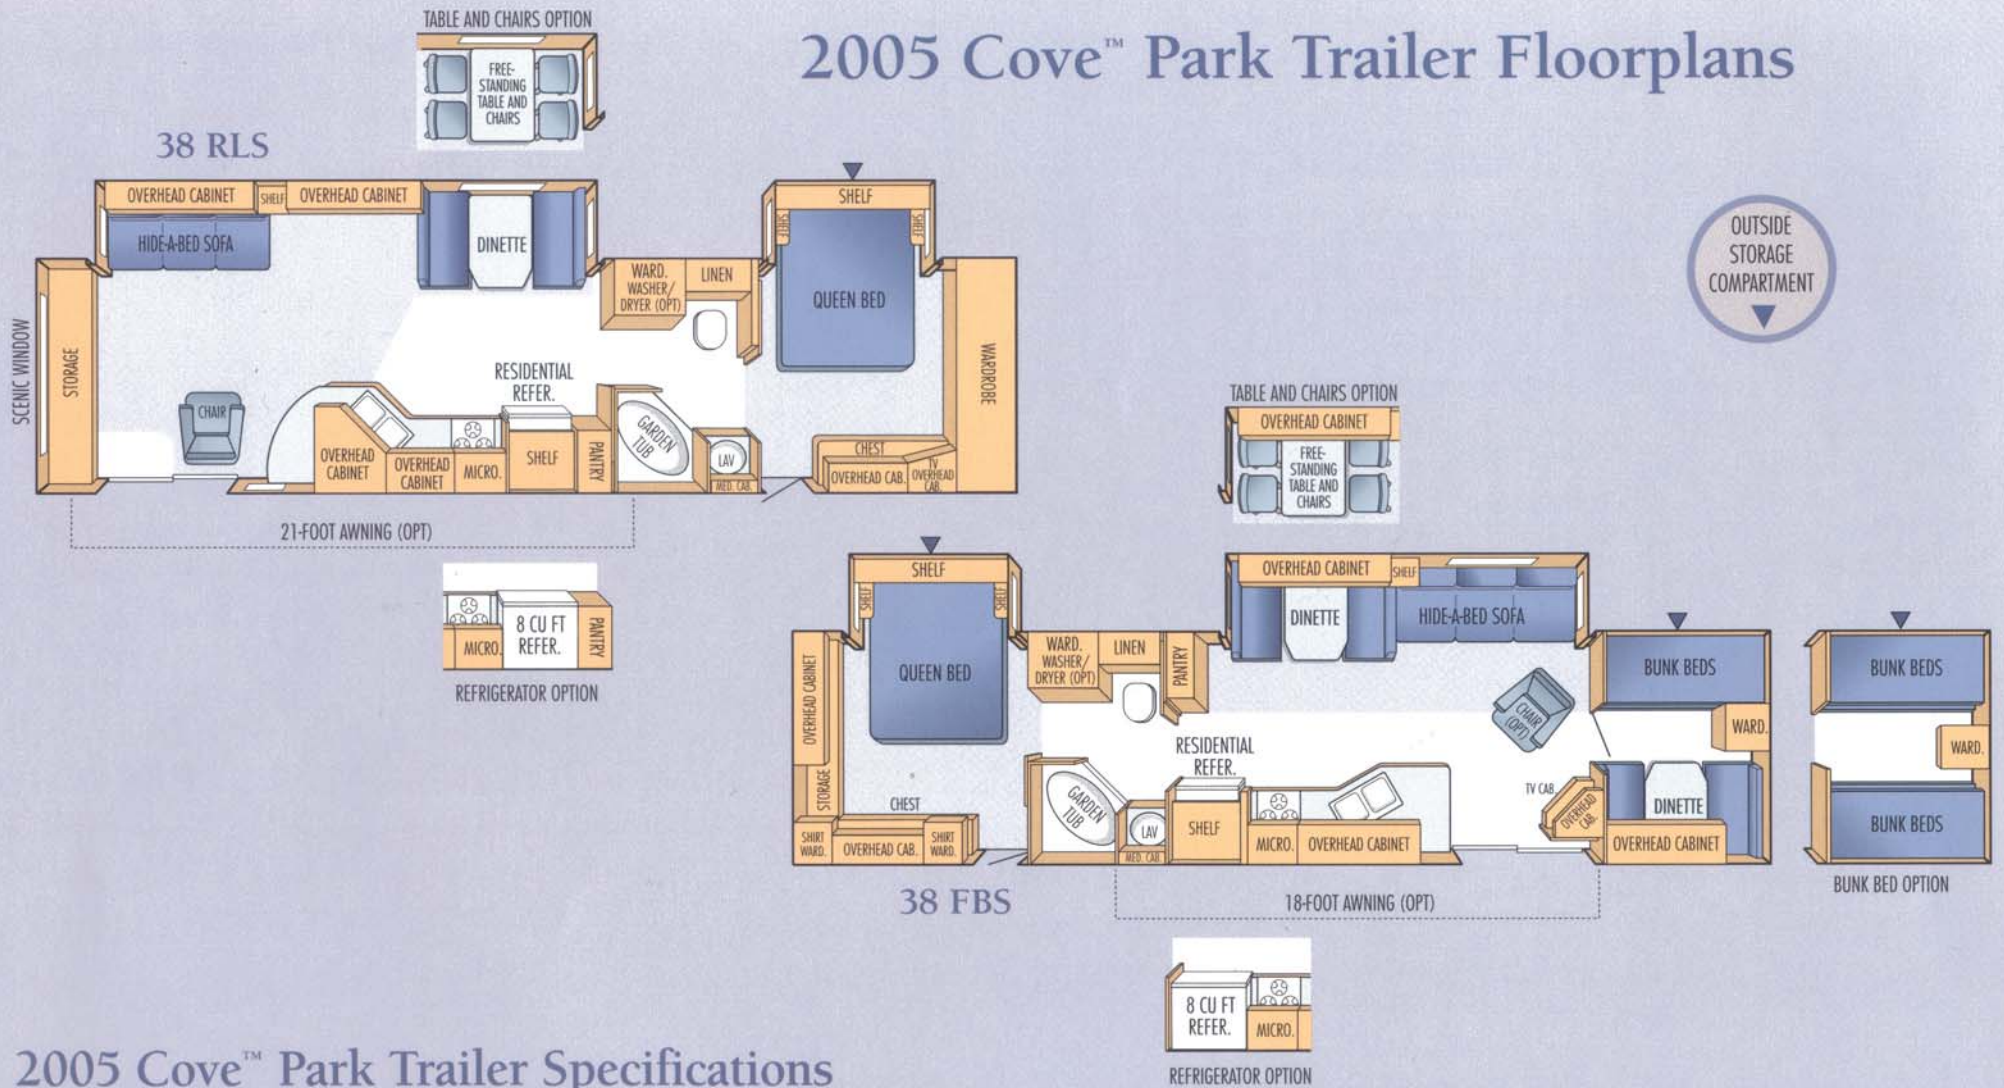 2005 Cove™ Park Trailer Floorplans
TABLE AND CHAIRS OPTION
FREE-
STANDING
TABLE AND
CHAIRS
38 RLS
OVERHEAD CABINET
SHELF
OVERHEAD CABINET
HIDE-A-BED SOFA
DINETTE
SHELF
SHELF
SHELF
QUEEN BED
WARD.
WASHER/
DRYER (OPT)
LINEN
SCENIC WINDOW
STORAGE
CHAIR
RESIDENTIAL
REFER.
WARDROBE
OVERHEAD
CABINET
OVERHEAD
CABINET
MICRO.
SHELF
PANTRY
GARDEN
TUB
LAV
MED. CAB.
CHEST
OVERHEAD CAB.
TV
OVERHEAD
CAB.
21-FOOT AWNING (OPT)
8 CU FT
REFER.
MICRO.
PANTRY
REFRIGERATOR OPTION
OUTSIDE
STORAGE
COMPARTMENT
TABLE AND CHAIRS OPTION
OVERHEAD CABINET
FREE-
STANDING
TABLE AND
CHAIRS
SHELF
SHELF
SHELF
QUEEN BED
OVERHEAD CABINET
STORAGE
WARD.
WASHER/
DRYER (OPT)
LINEN
PANTRY
OVERHEAD CABINET
SHELF
DINETTE
HIDE-A-BED SOFA
BUNK BEDS
WARD.
CHAIR
(OPT)
RESIDENTIAL
REFER.
CHEST
SHIRT
WARD.
OVERHEAD CAB.
SHIRT
WARD.
GARDEN
TUB
LAV
MED. CAB.
SHELF
MICRO.
OVERHEAD CABINET
TV CAB.
OVERHEAD
CAB.
DINETTE
OVERHEAD CABINET
BUNK BEDS
WARD.
BUNK BEDS
BUNK BED OPTION
38 FBS
18-FOOT AWNING (OPT)
8 CU FT
REFER.
MICRO.
REFRIGERATOR OPTION
2005 Cove™ Park Trailer Specifications